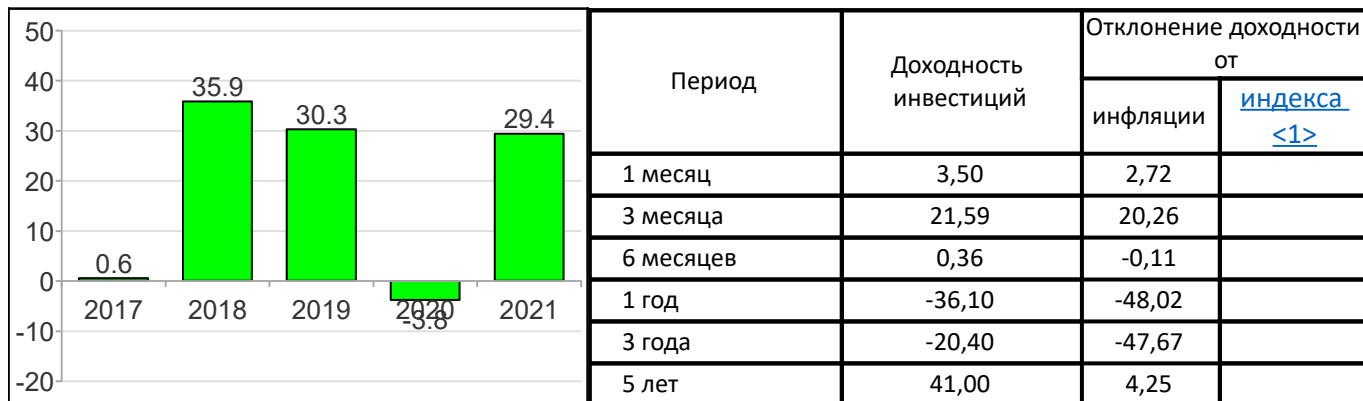 50
40
30
20
10
0
-10
-20
0.6
35.9
30.3
-3.8
29.4
2017 2018 2019 2020 2021
Период
Доходность
инвестиций
Отклонение доходности
от
инфляции
индекса
<1>
1 месяц 3,50 2,72
3 месяца 21,59 20,26
6 месяцев 0,36 -0,11
1 год -36,10 -48,02
3 года -20,40 -47,67
5 лет 41,00 4,25